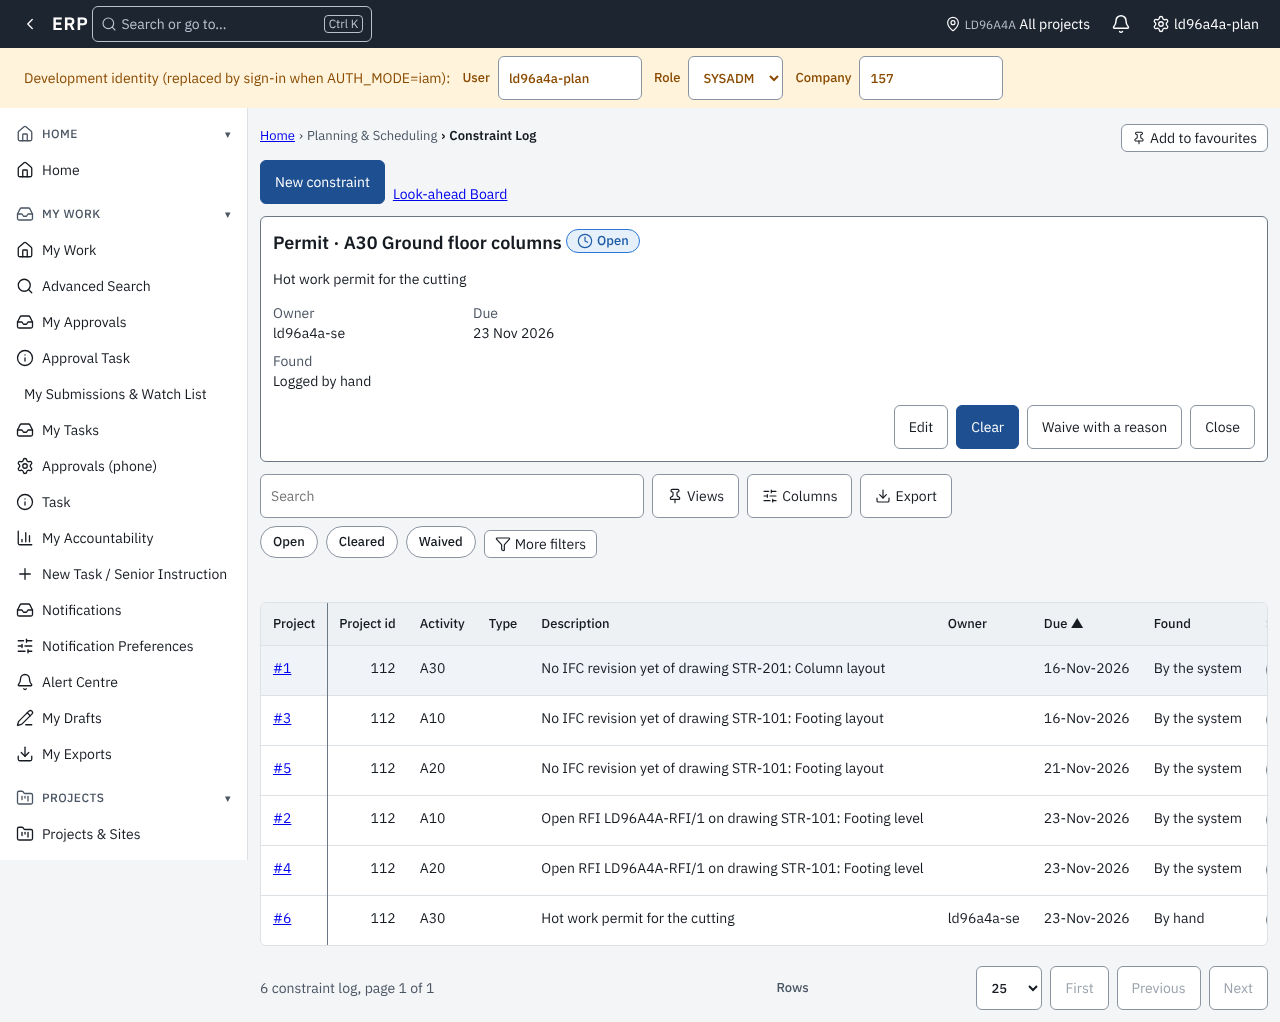 ERP Search or go to... Ctrl K LD96A4A All projects ld96a4a-plan
Development identity (replaced by sign-in when AUTH_MODE=iam): User ld96a4a-plan Role SYSADM Company 157
HOME
Home
MY WORK
My Work
Advanced Search
My Approvals
Approval Task
My Submissions & Watch List
My Tasks
Approvals (phone)
Task
My Accountability
New Task / Senior Instruction
Notifications
Notification Preferences
Alert Centre
My Drafts
My Exports
PROJECTS
Projects & Sites
Home › Planning & Scheduling › Constraint Log
Add to favourites
New constraint Look-ahead Board
Permit · A30 Ground floor columns Open
Hot work permit for the cutting
Owner Due
ld96a4a-se 23 Nov 2026
Found
Logged by hand
Edit Clear Waive with a reason Close
Search Views Columns Export
Open Cleared Waived More filters
Project Project id Activity Type Description Owner Due ▲ Found
#1 112 A30 No IFC revision yet of drawing STR-201: Column layout 16-Nov-2026 By the system
#3 112 A10 No IFC revision yet of drawing STR-101: Footing layout 16-Nov-2026 By the system
#5 112 A20 No IFC revision yet of drawing STR-101: Footing layout 21-Nov-2026 By the system
#2 112 A10 Open RFI LD96A4A-RFI/1 on drawing STR-101: Footing level 23-Nov-2026 By the system
#4 112 A20 Open RFI LD96A4A-RFI/1 on drawing STR-101: Footing level 23-Nov-2026 By the system
#6 112 A30 Hot work permit for the cutting ld96a4a-se 23-Nov-2026 By hand
6 constraint log, page 1 of 1 Rows 25 First Previous Next